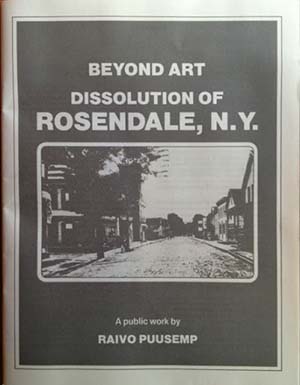 BEYOND ART
DISSOLUTION OF
ROSENDALE, N.Y.
A public work by
RAIVO PUUSEMP